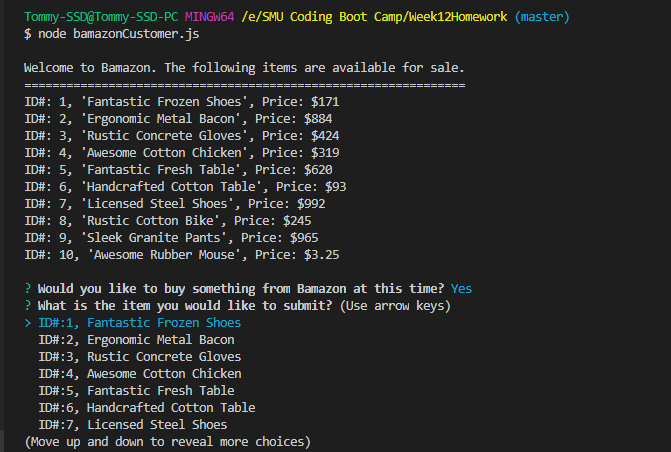 Tommy-SSD@Tommy-SSD-PC MINGW64 /e/SMU Coding Boot Camp/Week12Homework (master)
$ node bamazonCustomer.js
Welcome to Bamazon. The following items are available for sale.
===============================================================
ID#: 1, 'Fantastic Frozen Shoes', Price: $171
ID#: 2, 'Ergonomic Metal Bacon', Price: $884
ID#: 3, 'Rustic Concrete Gloves', Price: $424
ID#: 4, 'Awesome Cotton Chicken', Price: $319
ID#: 5, 'Fantastic Fresh Table', Price: $620
ID#: 6, 'Handcrafted Cotton Table', Price: $93
ID#: 7, 'Licensed Steel Shoes', Price: $992
ID#: 8, 'Rustic Cotton Bike', Price: $245
ID#: 9, 'Sleek Granite Pants', Price: $965
ID#: 10, 'Awesome Rubber Mouse', Price: $3.25
? Would you like to buy something from Bamazon at this time? Yes
? What is the item you would like to submit? (Use arrow keys)
> ID#:1, Fantastic Frozen Shoes
ID#:2, Ergonomic Metal Bacon
ID#:3, Rustic Concrete Gloves
ID#:4, Awesome Cotton Chicken
ID#:5, Fantastic Fresh Table
ID#:6, Handcrafted Cotton Table
ID#:7, Licensed Steel Shoes
(Move up and down to reveal more choices)